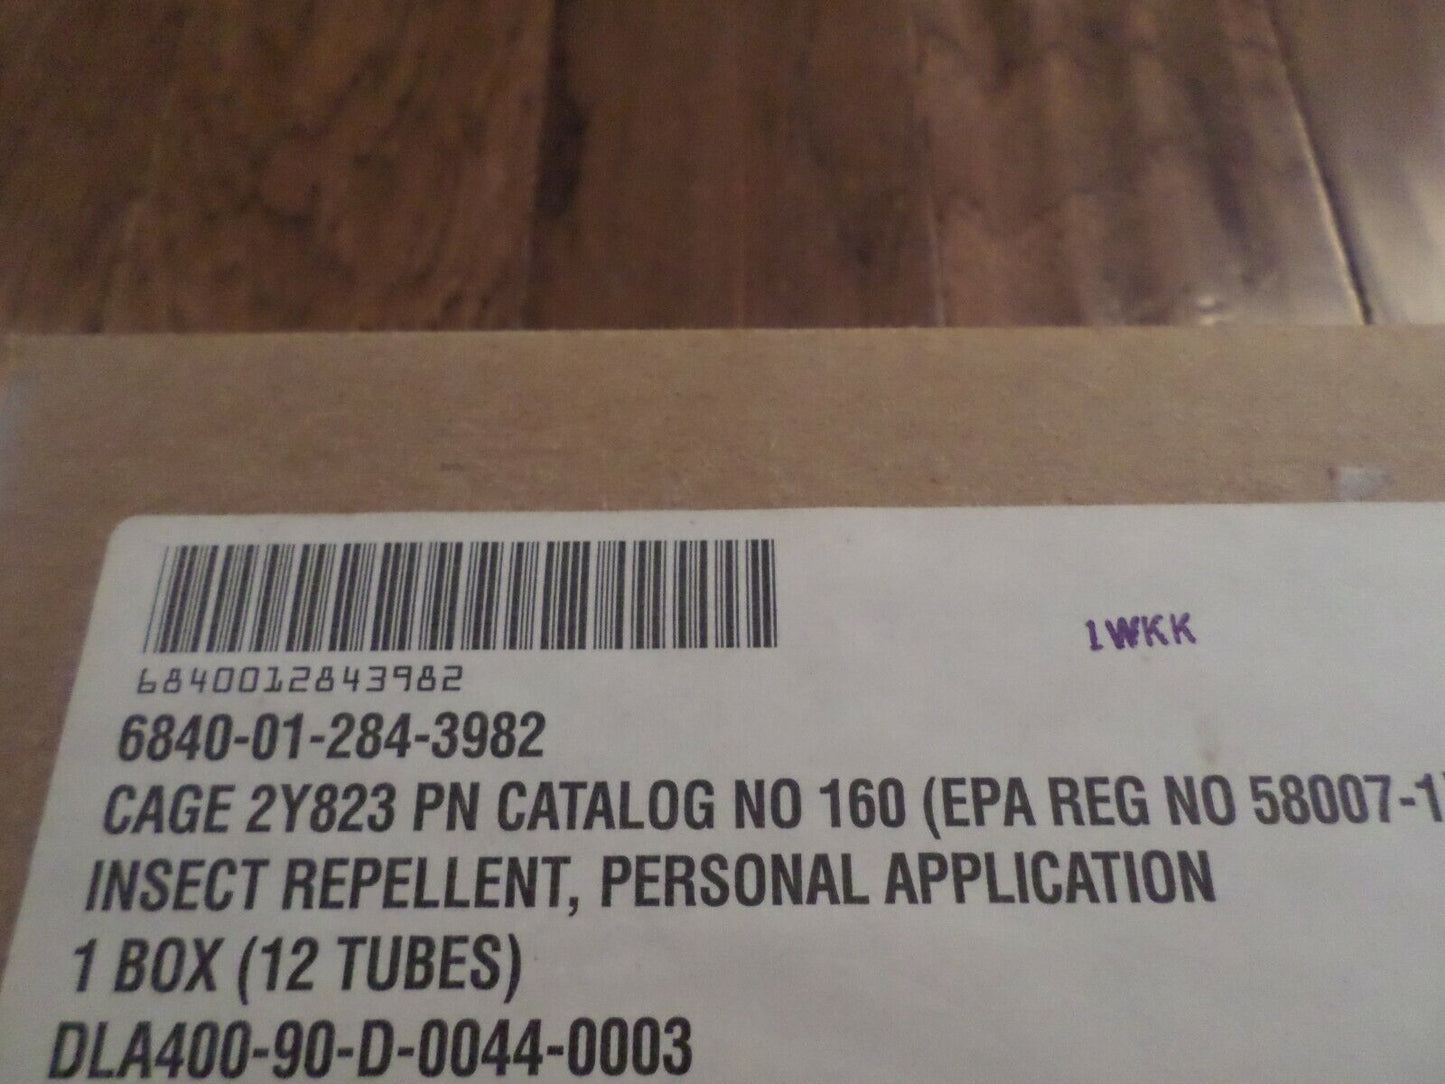 1WKK
6840012843982
6840-01-284-3982
CAGE 2Y823 PN CATALOG NO 160 (EPA REG NO 58007-1)
INSECT REPELLENT, PERSONAL APPLICATION
1 BOX (12 TUBES)
DLA400-90-D-0044-0003